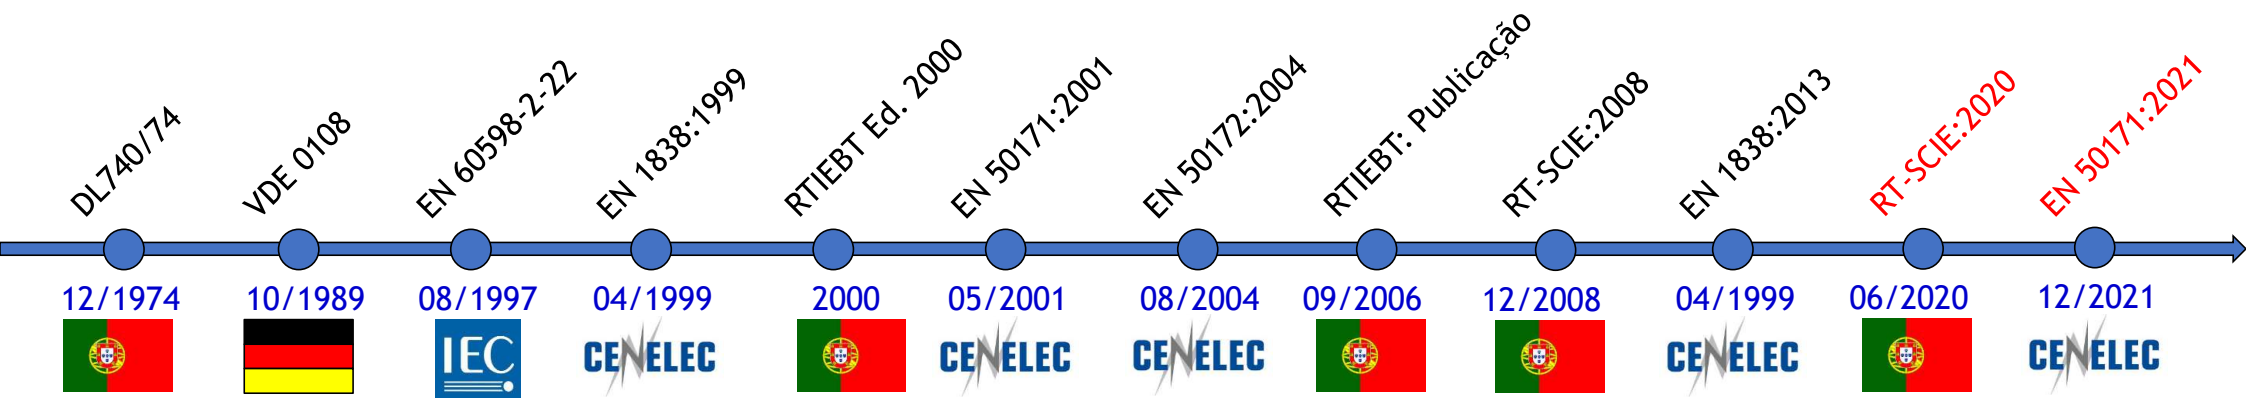 DL740/74
VDE 0108
EN 60598-2-22
EN 1838:1999
RTIEBT Ed. 2000
EN 50171:2001
EN 50172:2004
RTIEBT: Publicação
RT-SCIE:2008
EN 1838:2013
RT-SCIE:2020
EN 50171:2021
12/1974
10/1989
08/1997
04/1999
2000
05/2001
08/2004
09/2006
12/2008
04/1999
06/2020
12/2021
IEC
CENELEC
CENELEC
CENELEC
CENELEC
CENELEC